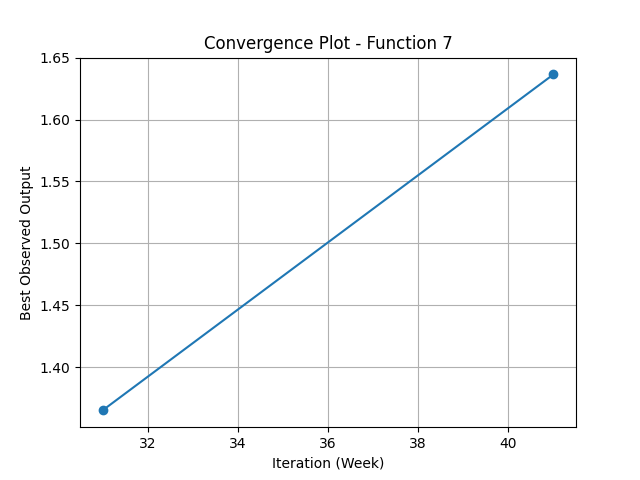 Convergence Plot - Function 7
1.65
1.60
1.55
1.50
1.45
1.40
Best Observed Output
32 34 36 38 40
Iteration (Week)